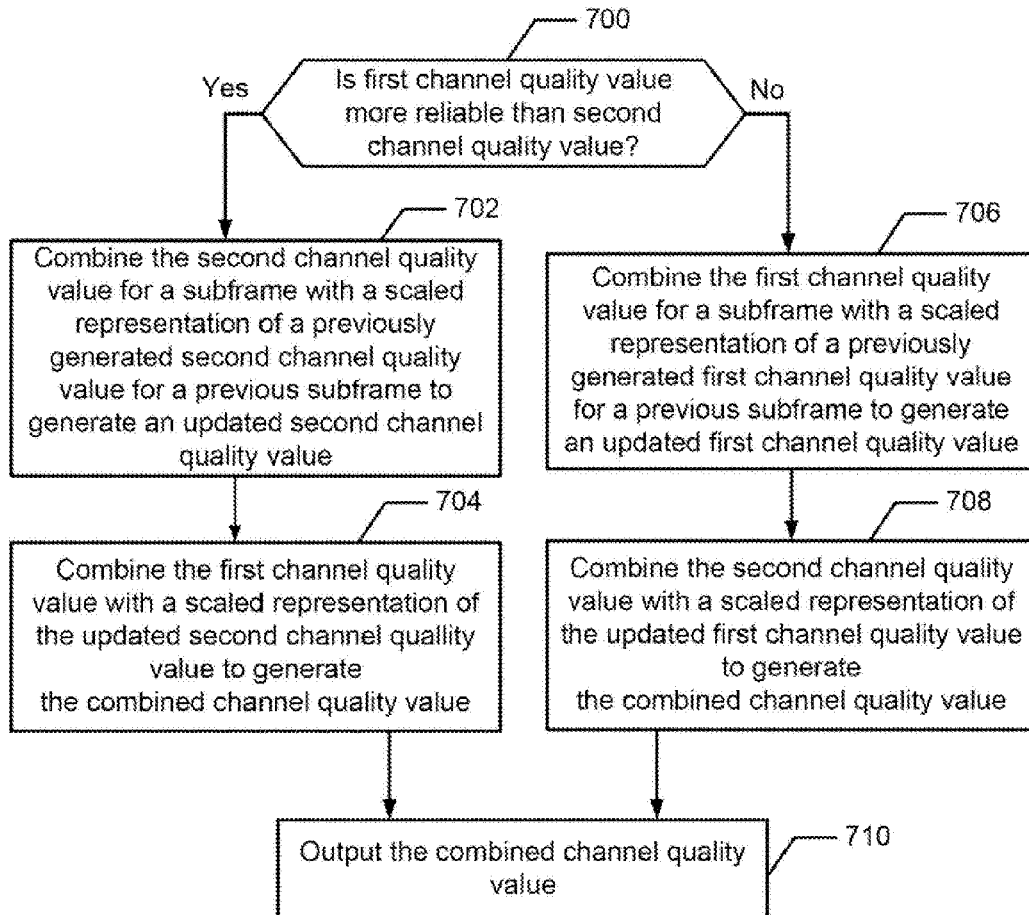 700
Is first channel quality value
more reliable than second
channel quality value?
Yes
No
702
Combine the second channel quality
value for a subframe with a scaled
representation of a previously
generated second channel quality
value for a previous subframe to
generate an updated second channel
quality value
706
Combine the first channel quality
value for a subframe with a scaled
representation of a previously
generated first channel quality value
for a previous subframe to generate
an updated first channel quality value
704
Combine the first channel quality
value with a scaled representation of
the updated second channel quallity
value to generate
the combined channel quality value
708
Combine the second channel quality
value with a scaled representation of
the updated first channel quality value
to generate
the combined channel quality value
710
Output the combined channel quality
value